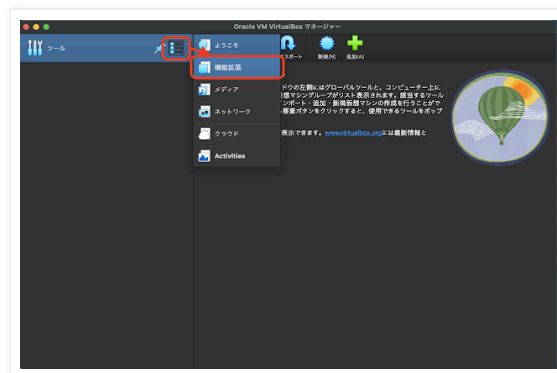 Oracle VM VirtualBox マネージャー
ツール
ようこそ
機能拡張
メディア
ネットワーク
クラウド
Activities
スポート
新規(N)
追加(A)
ドウの左側にはグローバルツールと、コンピューター上に
想マシングループがリスト表示されます。該当するツール
ンポート・追加・新規仮想マシンの作成を行うことがで
要素ボタンをクリックすると、使用できるツールをポップ
表示できます。www.virtualbox.orgには最新情報と